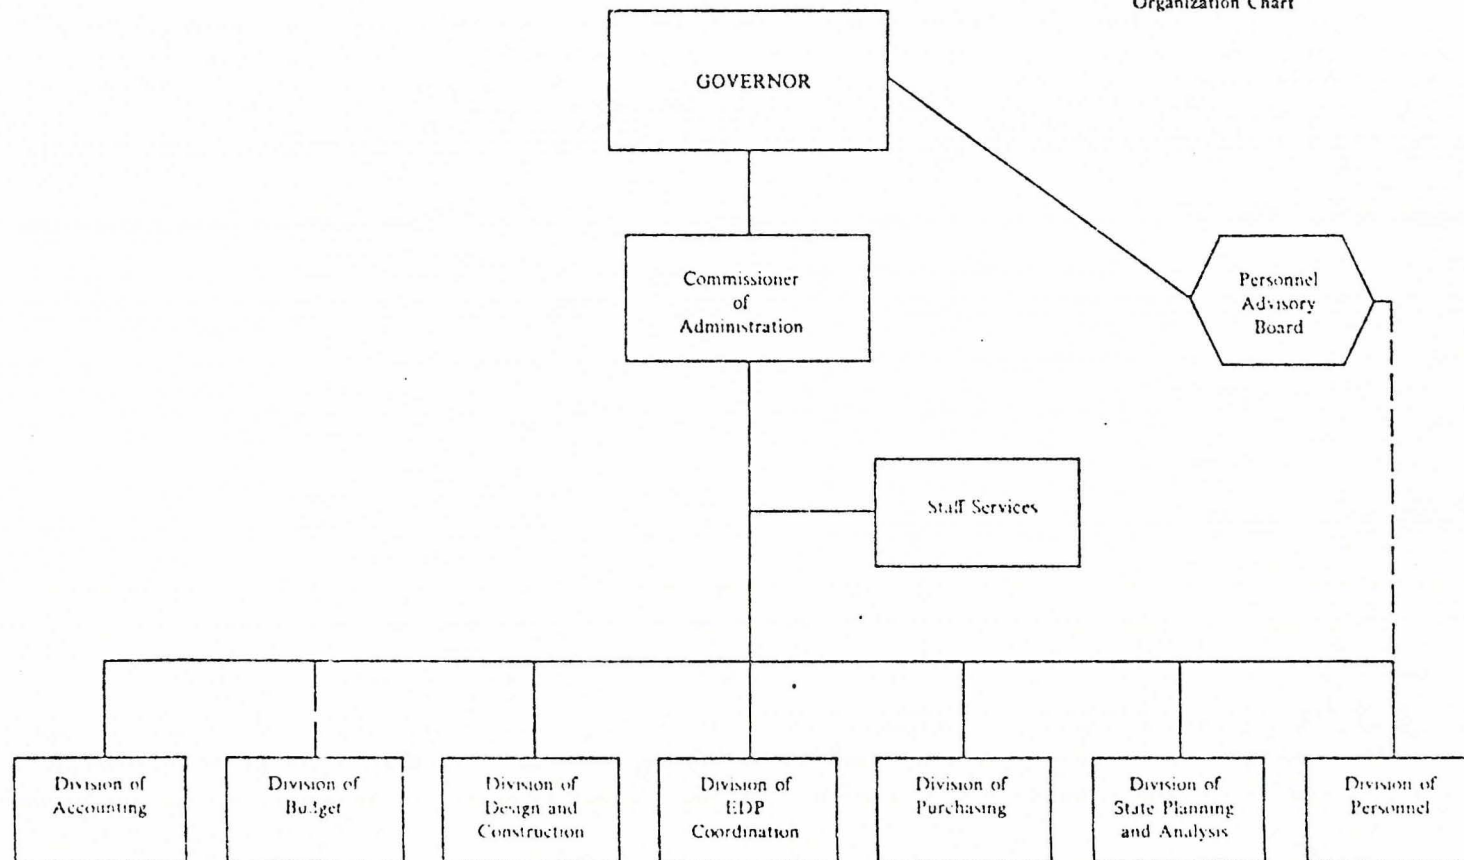 Organization Chart
GOVERNOR
Commissioner
of
Administration
Personnel
Advisory
Board
Staff Services
Division of
Accounting
Division of
Budget
Division of
Design and
Construction
Division of
EDP
Coordination
Division of
Purchasing
Division of
State Planning
and Analysis
Division of
Personnel